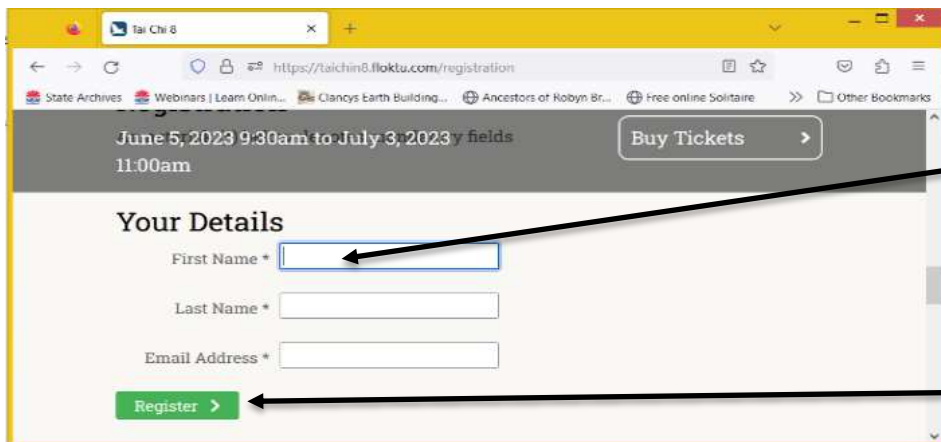 Tai Chi 8
https://taichin8.floktu.com/registration
State Archives Webinars | Learn Onlin... Clancys Earth Building... Ancestors of Robyn Br... Free online Solitaire Other Bookmarks
June 5, 2023 9:30am to July 3, 2023
y fields
11:00am
Buy Tickets
Your Details
First Name *
Last Name *
Email Address *
Register